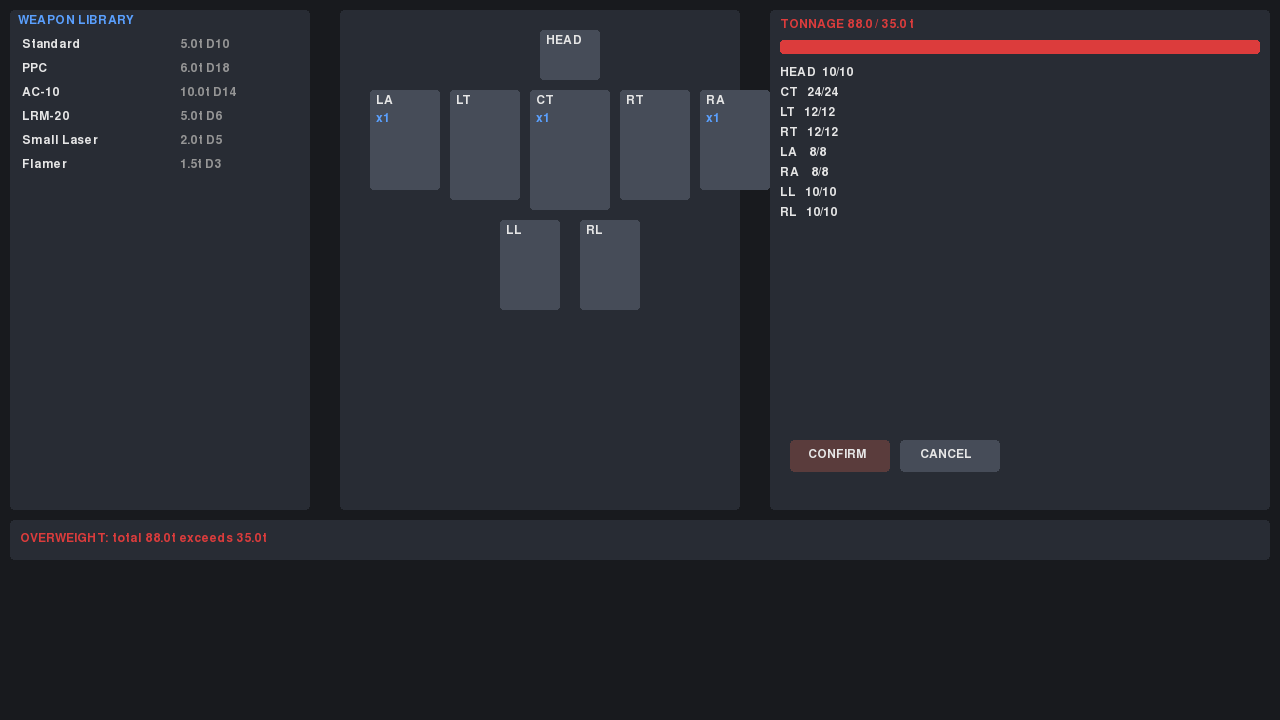 WEAPON LIBRARY
Standard 5.0t D10
PPC 6.0t D18
AC-10 10.0t D14
LRM-20 5.0t D6
Small Laser 2.0t D5
Flamer 1.5t D3
HEAD
LA LT CT RT RA
x1 x1 x1
LL RL
TONNAGE 88.0 / 35.0 t
HEAD 10/10
CT 24/24
LT 12/12
RT 12/12
LA 8/8
RA 8/8
LL 10/10
RL 10/10
CONFIRM CANCEL
OVERWEIGHT: total 88.0t exceeds 35.0t